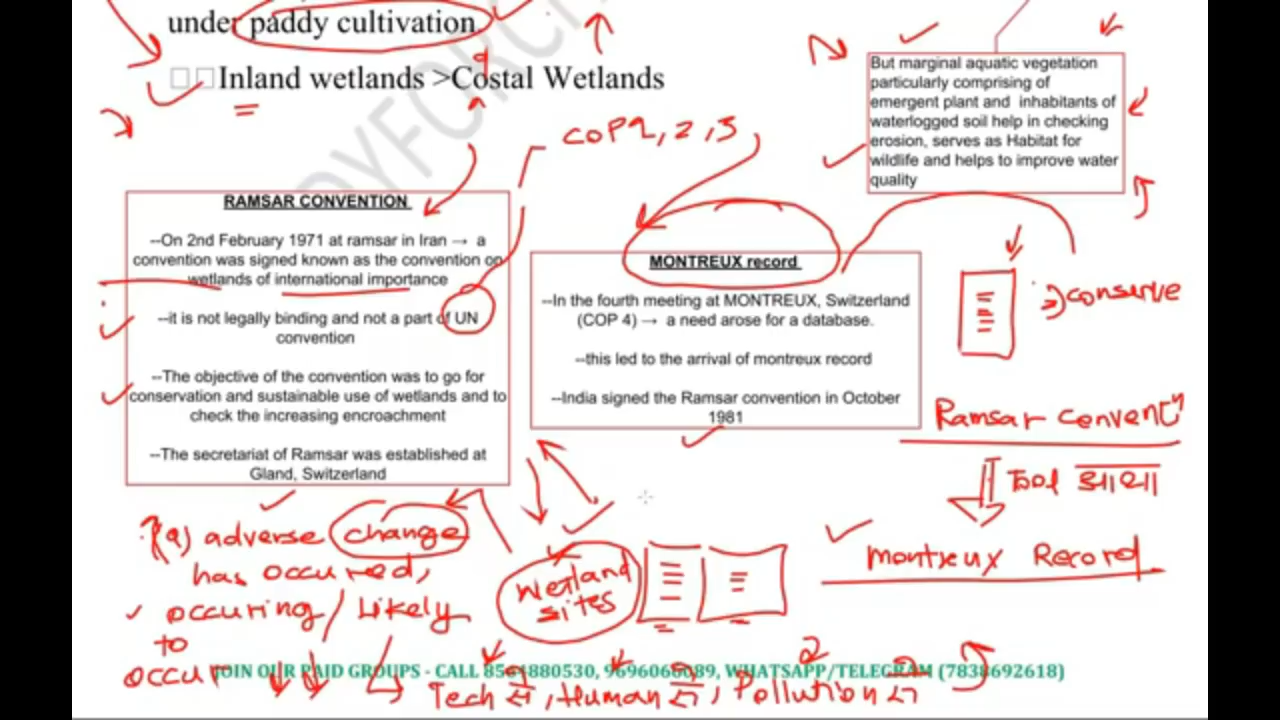 under paddy cultivation
Inland wetlands >Costal Wetlands
But marginal aquatic vegetation
particularly comprising of
emergent plant and inhabitants of
waterlogged soil help in checking
erosion, serves as Habitat for
wildlife and helps to improve water
quality
COP1, 2, 3
RAMSAR CONVENTION
--On 2nd February 1971 at ramsar in Iran → a
convention was signed known as the convention on
wetlands of international importance
--it is not legally binding and not a part of UN
convention
--The objective of the convention was to go for
conservation and sustainable use of wetlands and to
check the increasing encroachment
--The secretariat of Ramsar was established at
Gland, Switzerland
MONTREUX record
--In the fourth meeting at MONTREUX, Switzerland
(COP 4) → a need arose for a database.
--this led to the arrival of montreux record
--India signed the Ramsar convention in October
1981
conserve
Ramsar Conventn
Tool आया
Montreux Record
(a) adverse change
has occured,
occuring / Likely
to
occur
Wetland
sites
JOIN OUR RAID GROUPS - CALL 8564880530, 9696066089, WHATSAPP/TELEGRAM (7838692618)
Tech से, Human से, Pollution से